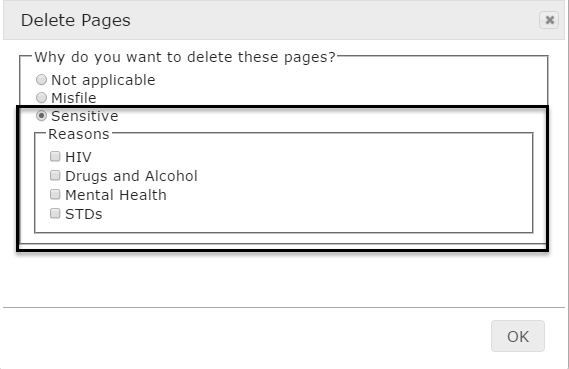 Delete Pages
Why do you want to delete these pages?
Not applicable
Misfile
Sensitive
Reasons
HIV
Drugs and Alcohol
Mental Health
STDs
OK